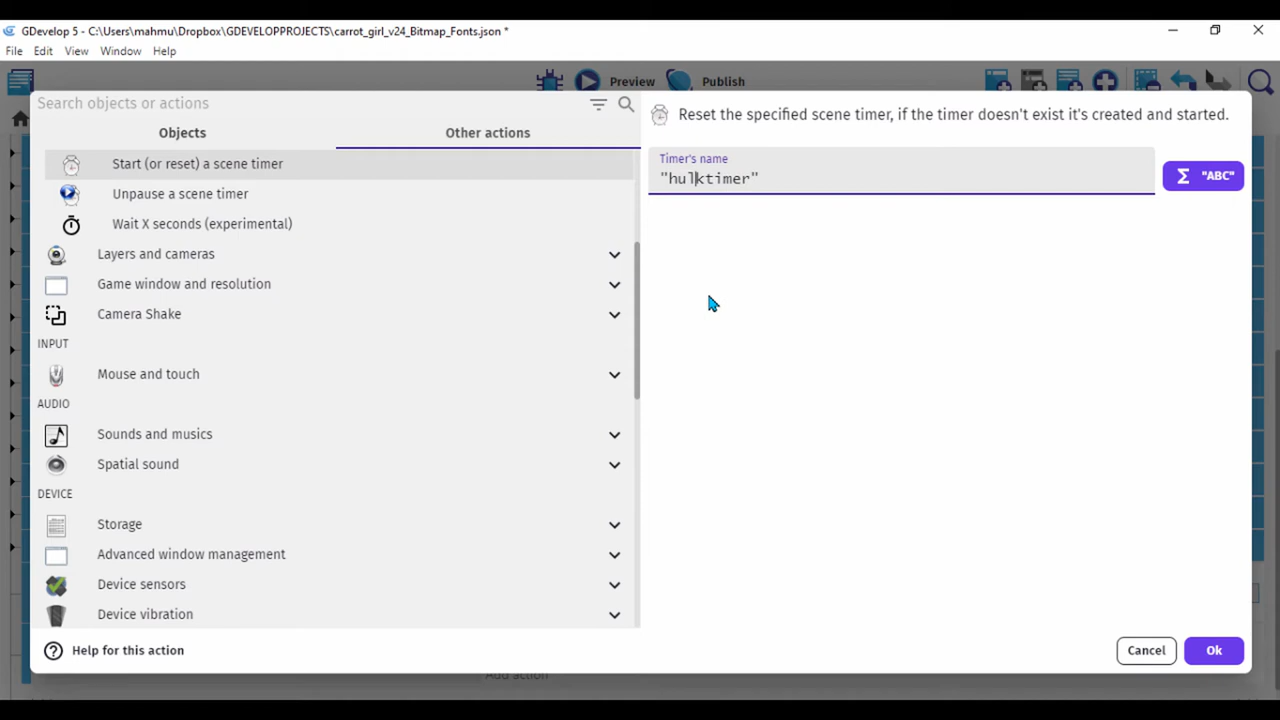 GDevelop 5 - C:\Users\mahmu\Dropbox\GDEVELOPPROJECTS\carrot_girl_v24_Bitmap_Fonts.json *
File Edit View Window Help
Preview Publish
Search objects or actions
Objects Other actions
Start (or reset) a scene timer
Unpause a scene timer
Wait X seconds (experimental)
Layers and cameras
Game window and resolution
Camera Shake
INPUT
Mouse and touch
AUDIO
Sounds and musics
Spatial sound
DEVICE
Storage
Advanced window management
Device sensors
Device vibration
Help for this action
Reset the specified scene timer, if the timer doesn't exist it's created and started.
Timer's name
"hulktimer"
Σ "ABC"
Cancel Ok
Add action